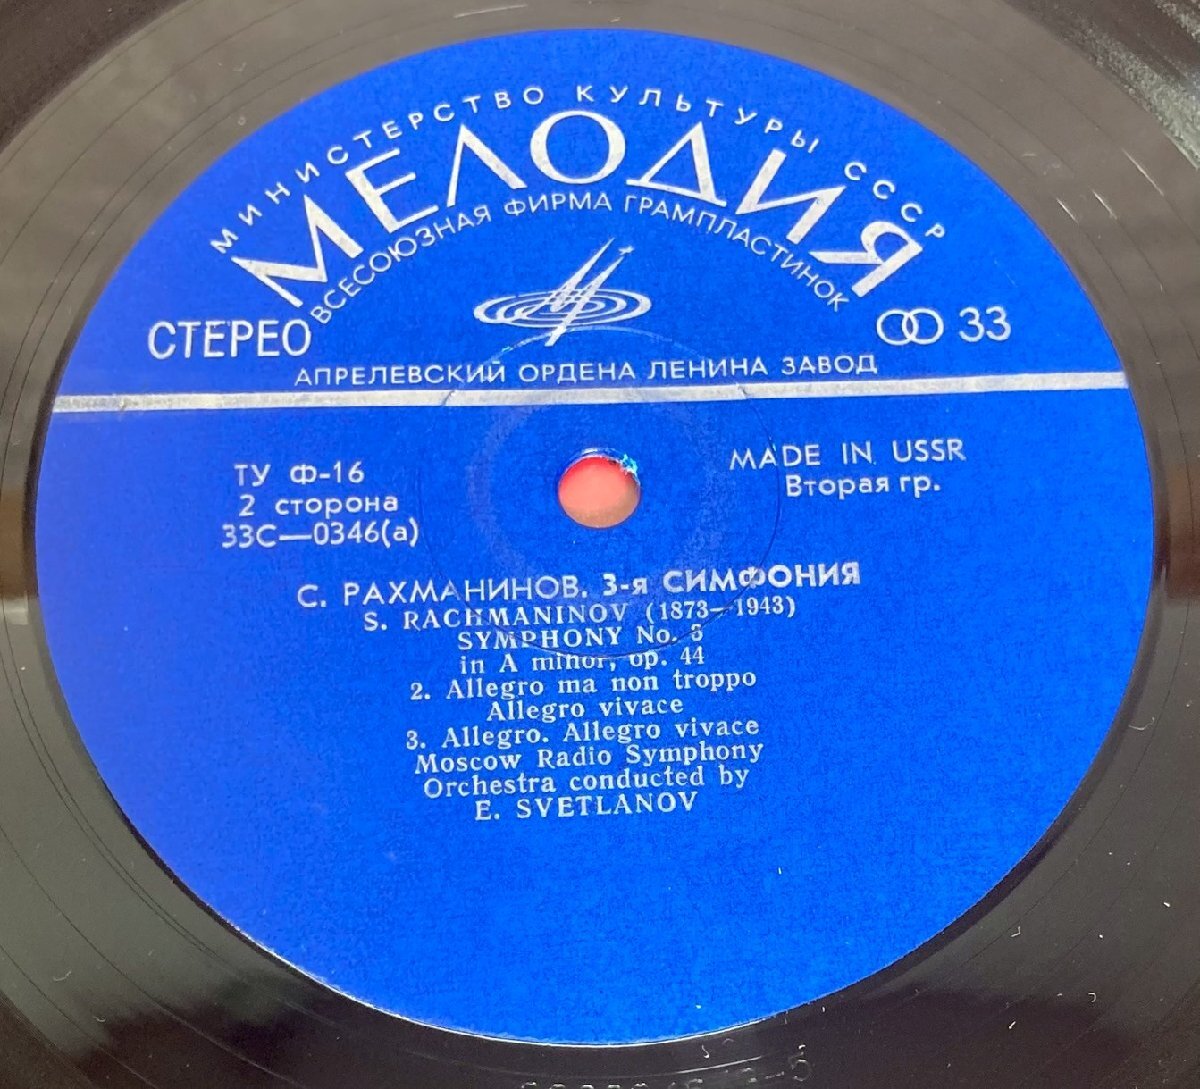 МИНИСТЕРСТВО КУЛЬТУРЫ СССР
МЕЛОДИЯ
ВСЕСОЮЗНАЯ ФИРМА ГРАМПЛАСТИНОК
СТЕРЕО
33
АПРЕЛЕВСКИЙ ОРДЕНА ЛЕНИНА ЗАВОД
ТУ Ф-16
2 сторона
33С—0346(а)
MADE IN USSR
Вторая гр.
С. РАХМАНИНОВ. 3-я СИМФОНИЯ
S. RACHMANINOV (1873—1943)
SYMPHONY No. 3
in A minor, op. 44
2. Allegro ma non troppo
Allegro vivace
3. Allegro. Allegro vivace
Moscow Radio Symphony
Orchestra conducted by
E. SVETLANOV